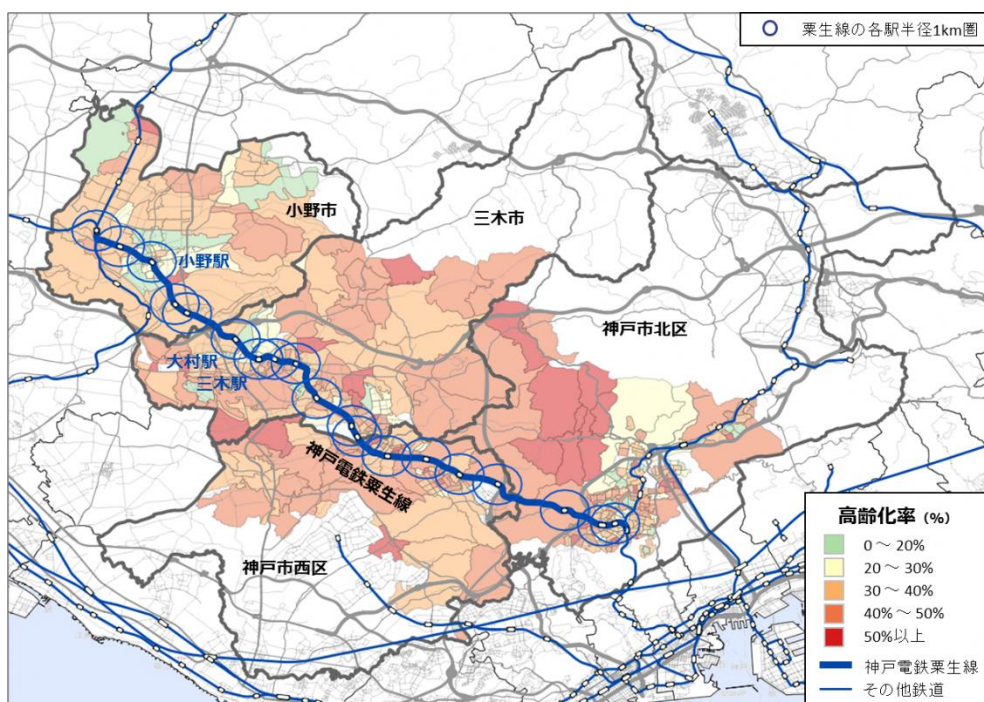 粟生線の各駅半径1km圏
小野市
三木市
小野駅
神戸市北区
大村駅
三木駅
神戸電鉄粟生線
神戸市西区
高齢化率 (%)
0～20%
20～30%
30～40%
40%～50%
50%以上
神戸電鉄粟生線
その他鉄道